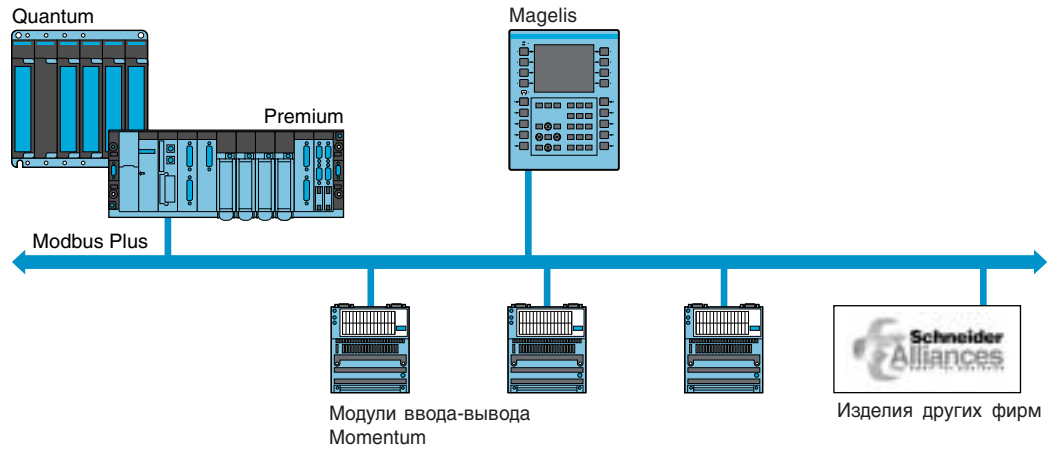 Quantum
Magelis
Premium
Modbus Plus
Schneider
Alliances
Модули ввода-вывода
Momentum
Изделия других фирм